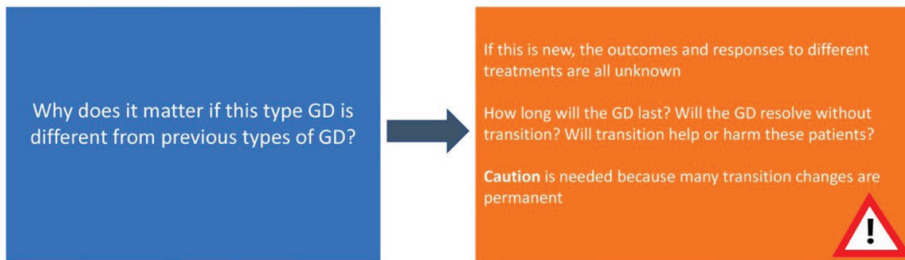 Why does it matter if this type GD is
different from previous types of GD?
If this is new, the outcomes and responses to different
treatments are all unknown
How long will the GD last? Will the GD resolve without
transition? Will transition help or harm these patients?
Caution is needed because many transition changes are
permanent
!